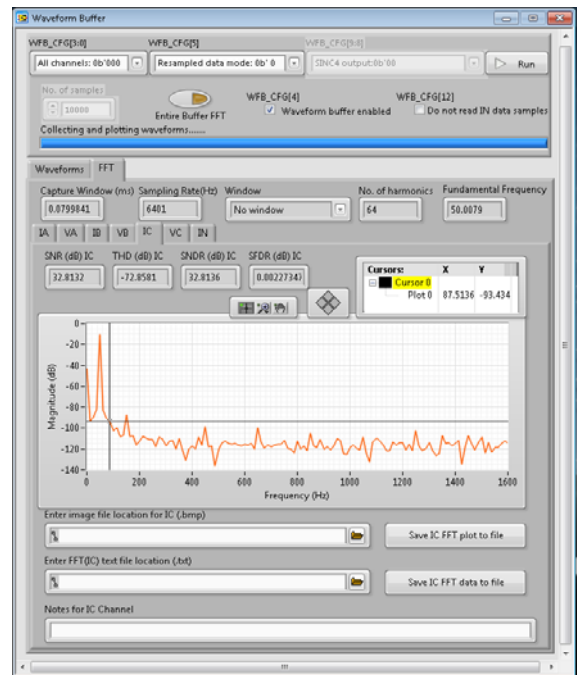 Waveform Buffer
WFB_CFG[3:0] WFB_CFG[5] WFB_CFG[9:8]
All channels: 0b'000 Resampled data mode: 0b' 0 SINC4 output:0b'00 Run
No. of samples
10000
Entire Buffer FFT
WFB_CFG[4] WFB_CFG[12]
Waveform buffer enabled Do not read IN data samples
Collecting and plotting waveforms......
Waveforms FFT
Capture Window (ms) Sampling Rate(Hz) Window No. of harmonics Fundamental Frequency
0.0799841 6401 No window 64 50.0079
IA VA IB VB IC VC IN
SNR (dB) IC THD (dB) IC SNDR (dB) IC SFDR (dB) IC
32.8132 -72.8581 32.8136 0.0022734
Cursors: X Y
Cursor 0
Plot 0 87.5136 -93.434
Magnitude (dB)
0
-20
-40
-60
-80
-100
-120
-140
0 200 400 600 800 1000 1200 1400 1600
Frequency (Hz)
Enter image file location for IC (.bmp)
Save IC FFT plot to file
Enter FFT(IC) text file location (.txt)
Save IC FFT data to file
Notes for IC Channel